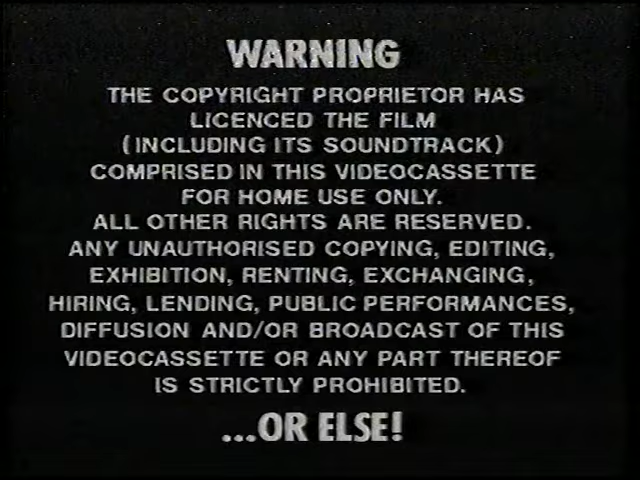 WARNING
THE COPYRIGHT PROPRIETOR HAS
LICENCED THE FILM
(INCLUDING ITS SOUNDTRACK)
COMPRISED IN THIS VIDEOCASSETTE
FOR HOME USE ONLY.
ALL OTHER RIGHTS ARE RESERVED.
ANY UNAUTHORISED COPYING, EDITING,
EXHIBITION, RENTING, EXCHANGING,
HIRING, LENDING, PUBLIC PERFORMANCES,
DIFFUSION AND/OR BROADCAST OF THIS
VIDEOCASSETTE OR ANY PART THEREOF
IS STRICTLY PROHIBITED.
...OR ELSE!